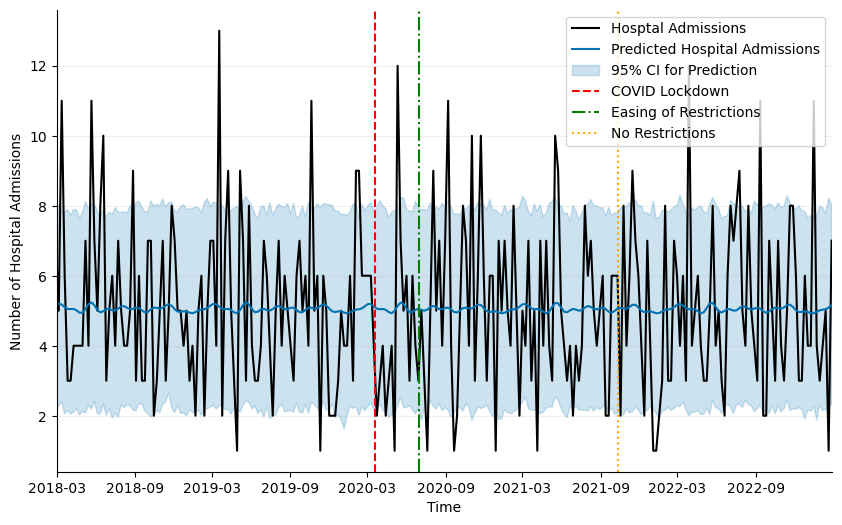 Hosptal Admissions
Predicted Hospital Admissions
95% CI for Prediction
COVID Lockdown
Easing of Restrictions
No Restrictions
Number of Hospital Admissions
12
10
8
6
4
2
2018-03 2018-09 2019-03 2019-09 2020-03 2020-09 2021-03 2021-09 2022-03 2022-09
Time